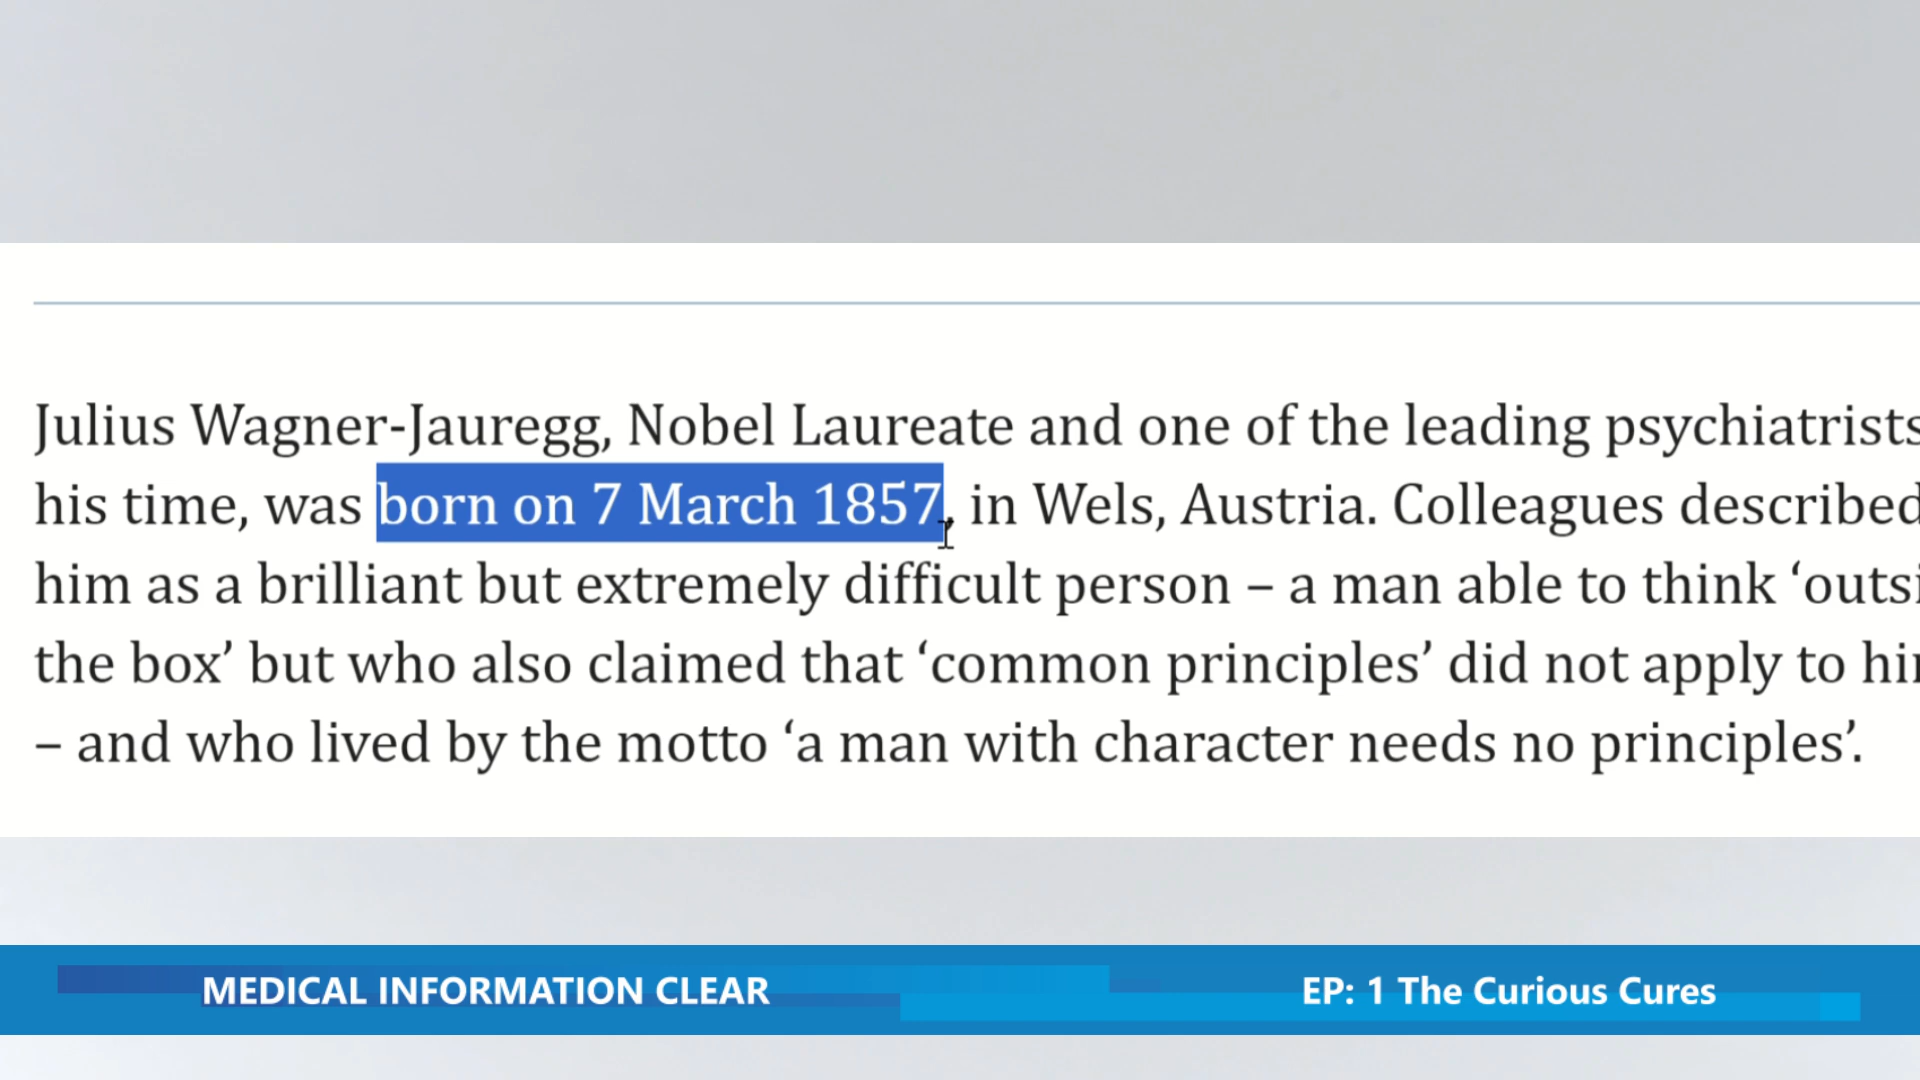 Julius Wagner-Jauregg, Nobel Laureate and one of the leading psychiatrists
his time, was born on 7 March 1857, in Wels, Austria. Colleagues described
him as a brilliant but extremely difficult person – a man able to think
the box’ but who also claimed that ‘common principles’ did not apply to
– and who lived by the motto ‘a man with character needs no principles’.
MEDICAL INFORMATION CLEAR
EP: 1 The Curious Cures